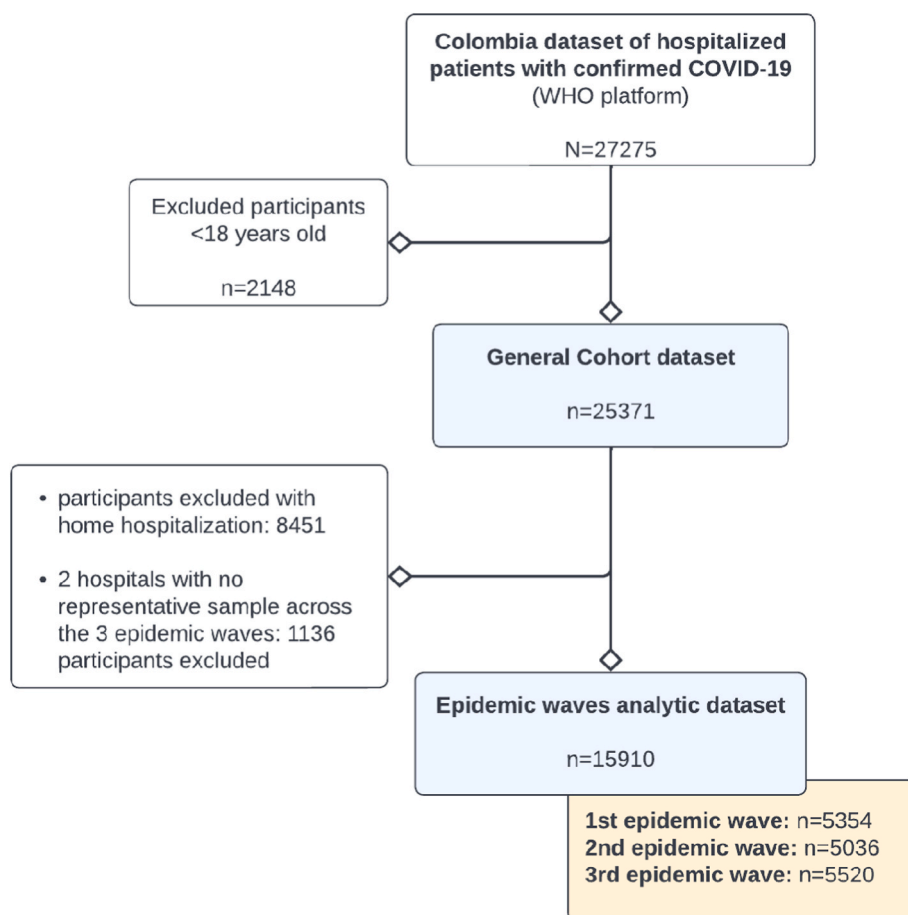 Colombia dataset of hospitalized
patients with confirmed COVID-19
(WHO platform)
N=27275
Excluded participants
<18 years old
n=2148
General Cohort dataset
n=25371
• participants excluded with
home hospitalization: 8451
• 2 hospitals with no
representative sample across
the 3 epidemic waves: 1136
participants excluded
Epidemic waves analytic dataset
n=15910
1st epidemic wave: n=5354
2nd epidemic wave: n=5036
3rd epidemic wave: n=5520